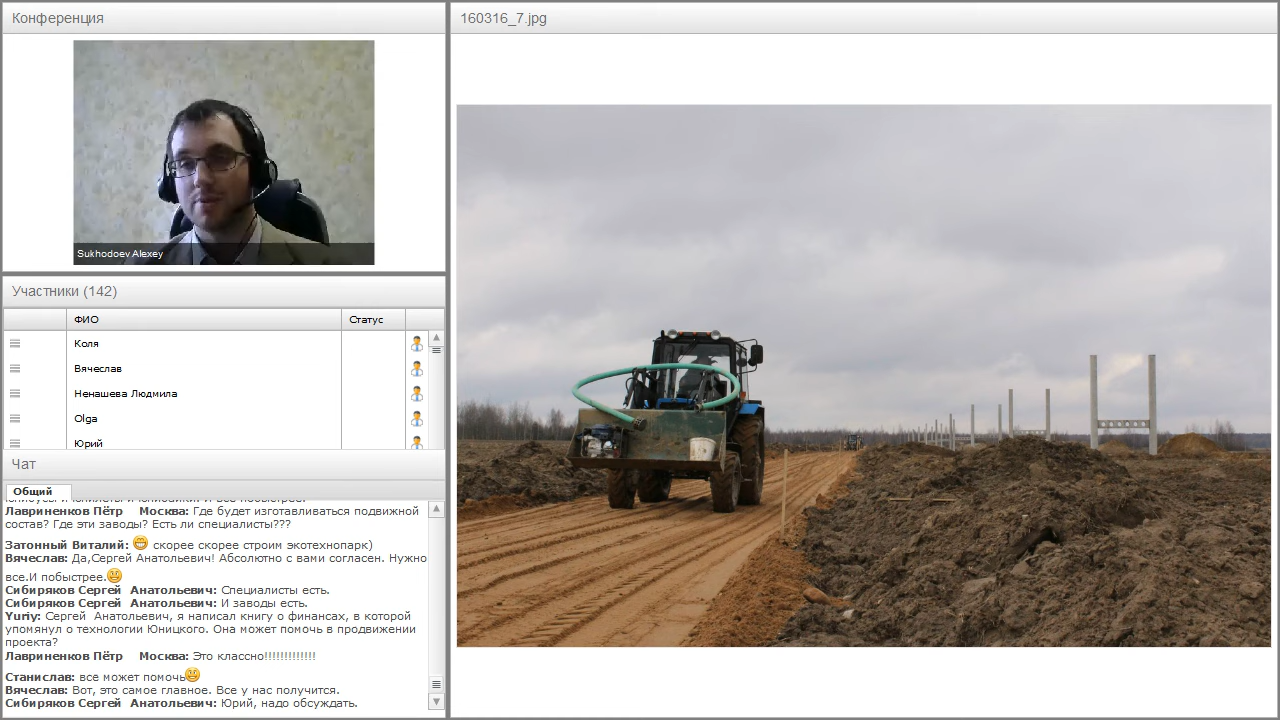 Конференция
160316_7.jpg
Sukhodoev Alexey
Участники (142)
ФИО Статус
Коля
Вячеслав
Ненашева Людмила
Olga
Юрий
Чат
Общий
Лавриненков Пётр Москва: Где будет изготавливаться подвижной
состав? Где эти заводы? Есть ли специалисты???
Затонный Виталий: скорее скорее строим экотехнопарк)
Вячеслав: Да,Сергей Анатольевич! Абсолютно с вами согласен. Нужно
все.И побыстрее.
Сибиряков Сергей Анатольевич: Специалисты есть.
Сибиряков Сергей Анатольевич: И заводы есть.
Yuriy: Сергей Анатольевич, я написал книгу о финансах, в которой
упомянул о технологии Юницкого. Она может помочь в продвижении
проекта?
Лавриненков Пётр Москва: Это классно!!!!!!!!!!!!!
Станислав: все может помочь
Вячеслав: Вот, это самое главное. Все у нас получится.
Сибиряков Сергей Анатольевич: Юрий, надо обсуждать.